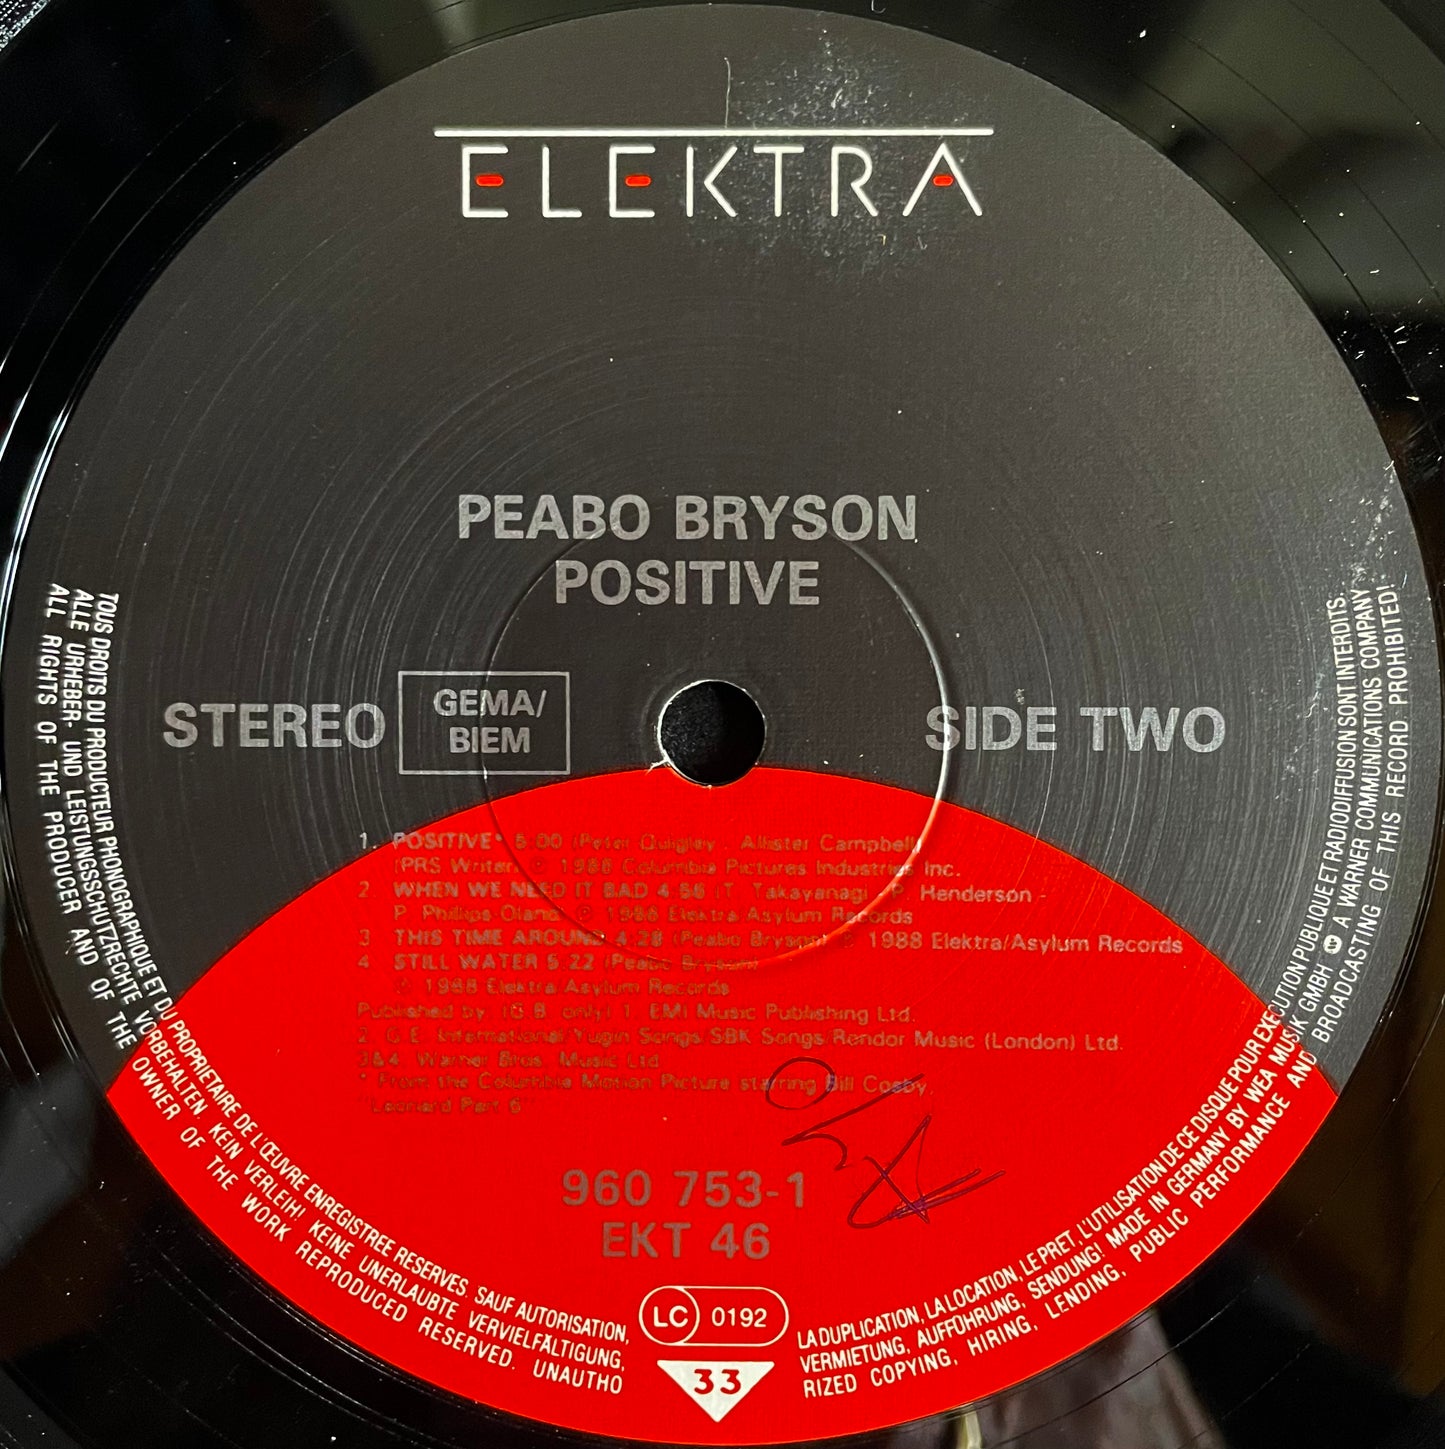 ELEKTRA
PEABO BRYSON
POSITIVE
STEREO
GEMA/
BIEM
SIDE TWO
1. POSITIVE* 5:00 (Peter Quigley - Allister Campbell)
(PRS Writer) ℗ 1988 Columbia Pictures Industries Inc.
2. WHEN WE NEED IT BAD 4:56 (T. Takayanagi - P. Henderson -
P. Phillips-Oland) ℗ 1988 Elektra/Asylum Records
3. THIS TIME AROUND 4:28 (Peabo Bryson) ℗ 1988 Elektra/Asylum Records
4. STILL WATER 5:22 (Peabo Bryson)
℗ 1988 Elektra/Asylum Records
Published by: (G.B. only) 1. EMI Music Publishing Ltd.
2. C.E. International/Yugin Songs/SBK Songs/Rendor Music (London) Ltd.
3&4. Warner Bros. Music Ltd.
* From the Columbia Motion Picture starring Bill Cosby,
"Leonard Part 6"
960 753-1
EKT 46
LC 0192
33
TOUS DROITS DU PRODUCTEUR PHONOGRAPHIQUE ET DU PROPRIETAIRE DE L'ŒUVRE ENREGISTREE RESERVES. SAUF AUTORISATION, LA DUPLICATION, LA LOCATION, LE PRET, L'UTILISATION DE CE DISQUE POUR EXECUTION PUBLIQUE ET RADIODIFFUSION SONT INTERDITS.
ALLE URHEBER- UND LEISTUNGSSCHUTZRECHTE VORBEHALTEN, KEIN VERLEIH! KEINE UNERLAUBTE VERVIELFÄLTIGUNG, VERMIETUNG, AUFFÜHRUNG, SENDUNG! MADE IN GERMANY BY WEA MUSIK GMBH A WARNER COMMUNICATIONS COMPANY
ALL RIGHTS OF THE PRODUCER AND OF THE OWNER OF THE WORK REPRODUCED RESERVED. UNAUTHORIZED COPYING, HIRING, LENDING, PUBLIC PERFORMANCE AND BROADCASTING OF THIS RECORD PROHIBITED!